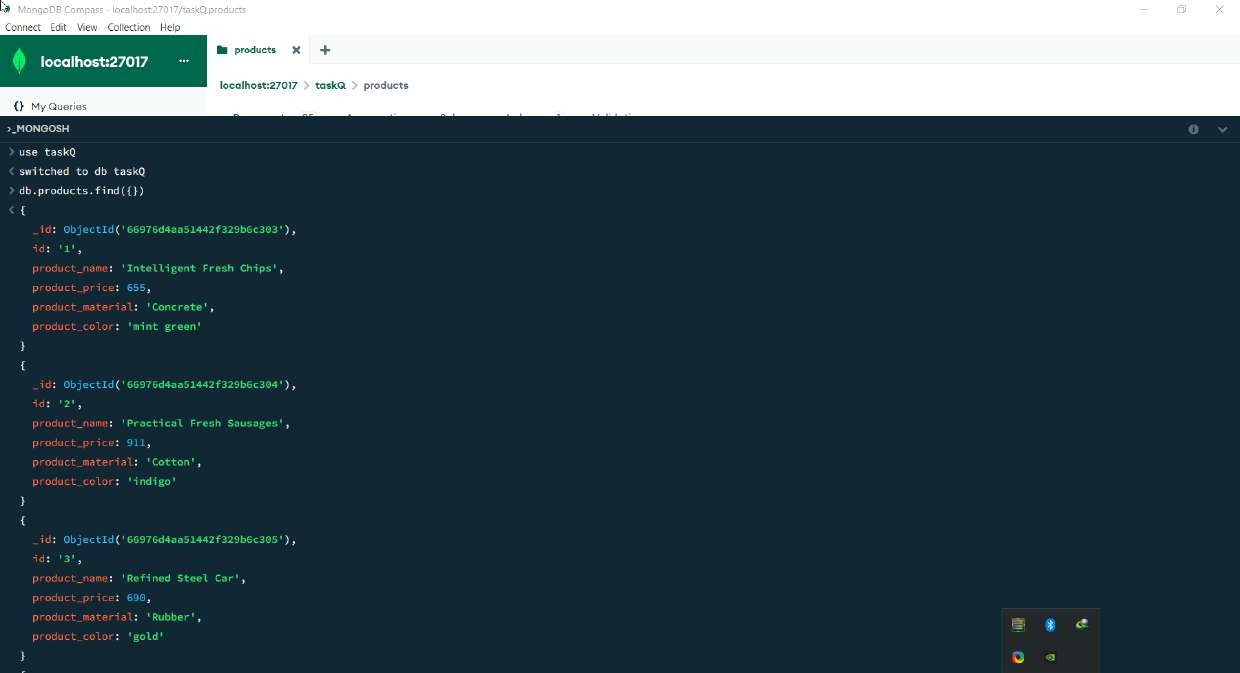 MongoDB Compass - localhost:27017/taskQ.products
Connect Edit View Collection Help
localhost:27017 ...
products
localhost:27017 > taskQ > products
{} My Queries
>_MONGOSH
> use taskQ
< switched to db taskQ
> db.products.find({})
< {
_id: ObjectId('66976d4aa51442f329b6c303'),
id: '1',
product_name: 'Intelligent Fresh Chips',
product_price: 655,
product_material: 'Concrete',
product_color: 'mint green'
}
{
_id: ObjectId('66976d4aa51442f329b6c304'),
id: '2',
product_name: 'Practical Fresh Sausages',
product_price: 911,
product_material: 'Cotton',
product_color: 'indigo'
}
{
_id: ObjectId('66976d4aa51442f329b6c305'),
id: '3',
product_name: 'Refined Steel Car',
product_price: 690,
product_material: 'Rubber',
product_color: 'gold'
}